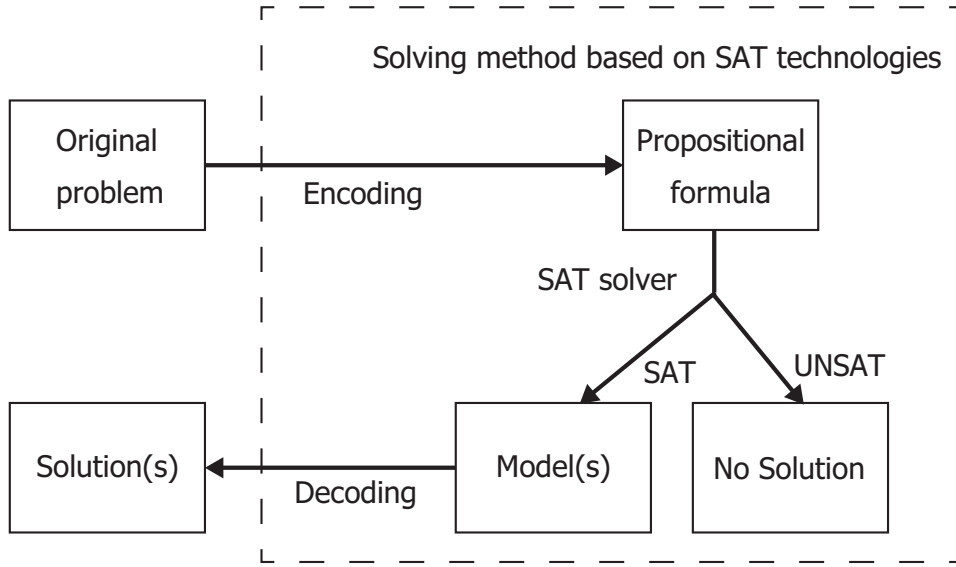 Solving method based on SAT technologies
Original
problem
Encoding
Propositional
formula
SAT solver
SAT
UNSAT
Solution(s)
Decoding
Model(s)
No Solution